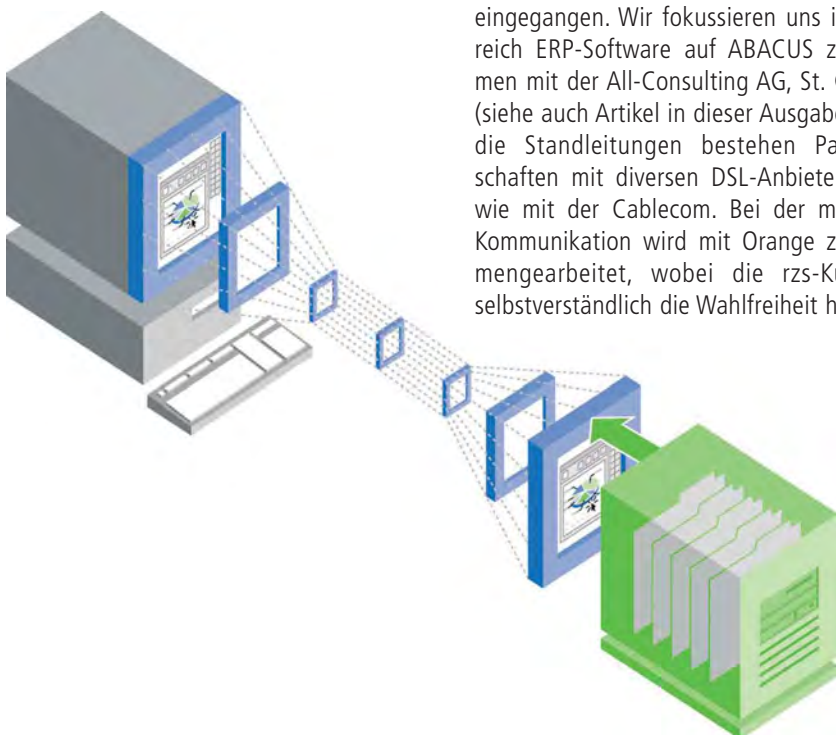 eingegangen. Wir fokussieren uns i
reich ERP-Software auf ABACUS z
men mit der All-Consulting AG, St.
(siehe auch Artikel in dieser Ausgab
die Standleitungen bestehen Pa
schaften mit diversen DSL-Anbiete
wie mit der Cablecom. Bei der m
Kommunikation wird mit Orange z
mengearbeitet, wobei die rzs-K
selbstverständlich die Wahlfreiheit h